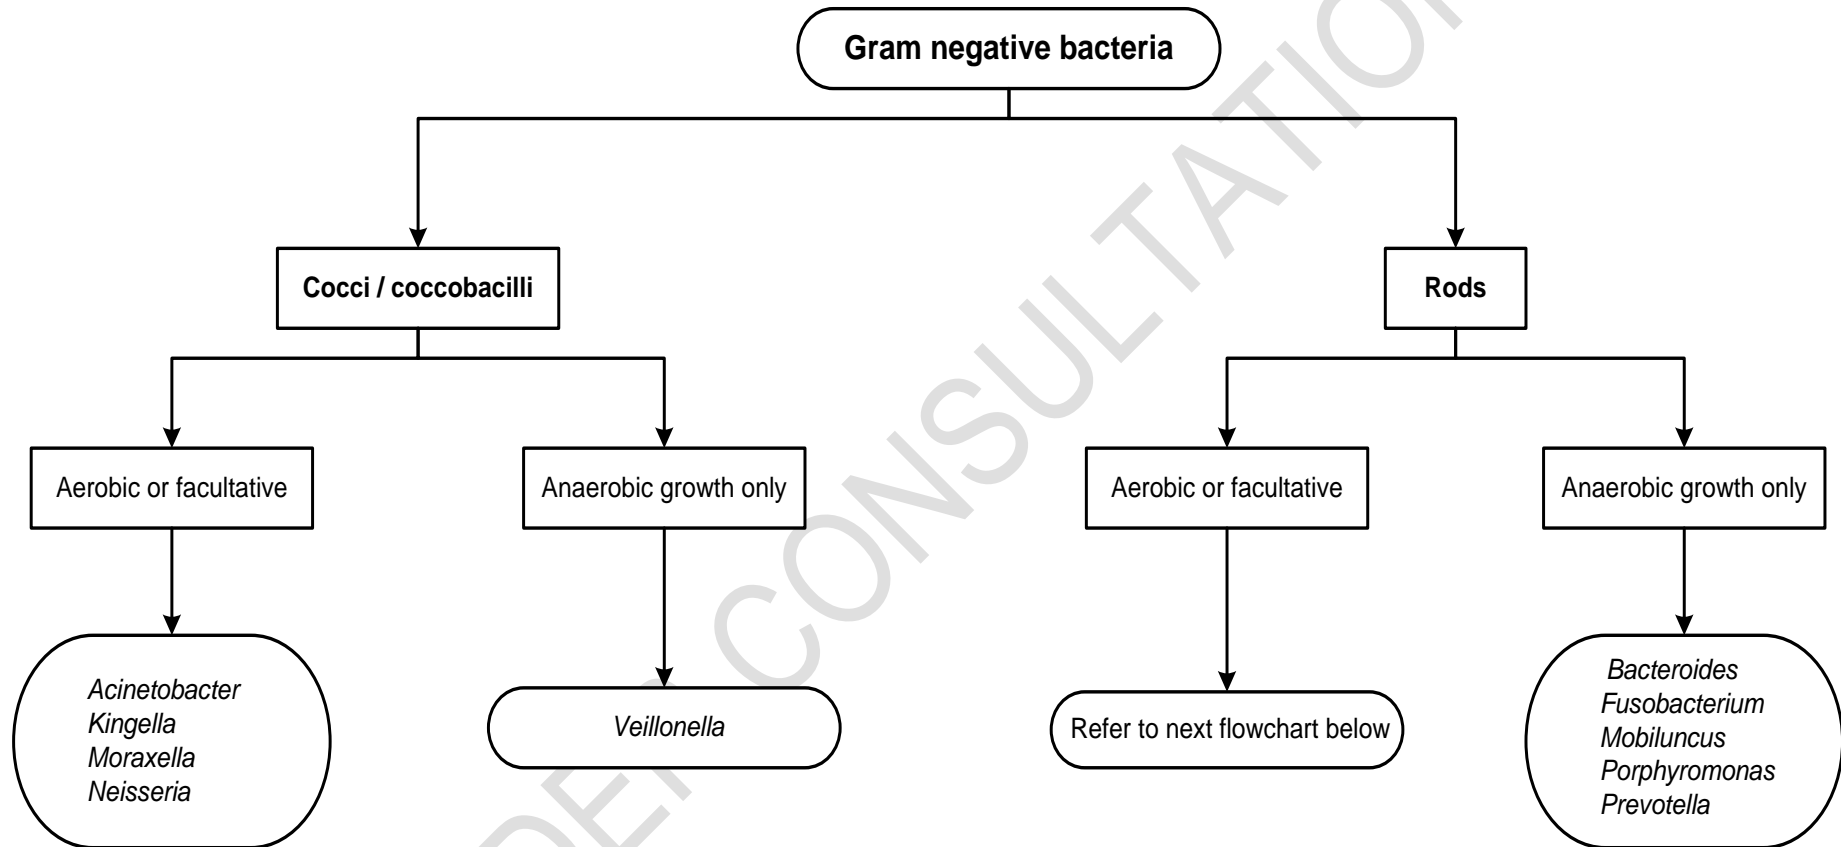 Gram negative bacteria
Cocci / coccobacilli
Rods
Aerobic or facultative
Anaerobic growth only
Aerobic or facultative
Anaerobic growth only
Acinetobacter
Kingella
Moraxella
Neisseria
Veillonella
Refer to next flowchart below
Bacteroides
Fusobacterium
Mobiluncus
Porphyromonas
Prevotella
CONSULTATION